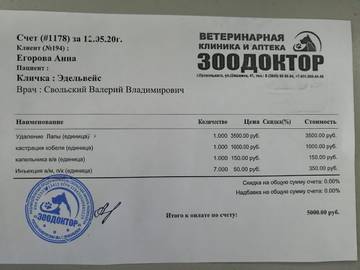 Счет (#1178) за 12.05.20г.
Клиент (№194) :
Егорова Анна
Пациент :
Кличка : Эдельвейс
Врач : Свольский Валерий Владимирович
ВЕТЕРИНАРНАЯ
КЛИНИКА И АПТЕКА
ЗООДОКТОР
Наименование Количество Цена Скидка(%) Стоимость
Удаление Лапы (единица) 1.000 3500.00 руб. 3500.00 руб.
кастрация кобеля (единица) 1.000 1000.00 руб. 1000.00 руб.
капельника в/в (единица) 1.000 150.00 руб. 150.00 руб.
Инъекция в/м, п/к (единица) 7.000 50.00 руб. 350.00 руб.
Скидка на общую сумму счета: 0.00%
Надбавка на общую сумму счета: 0.00%
Итого к оплате по счету: 5000.00 руб.
ЗООДОКТОР